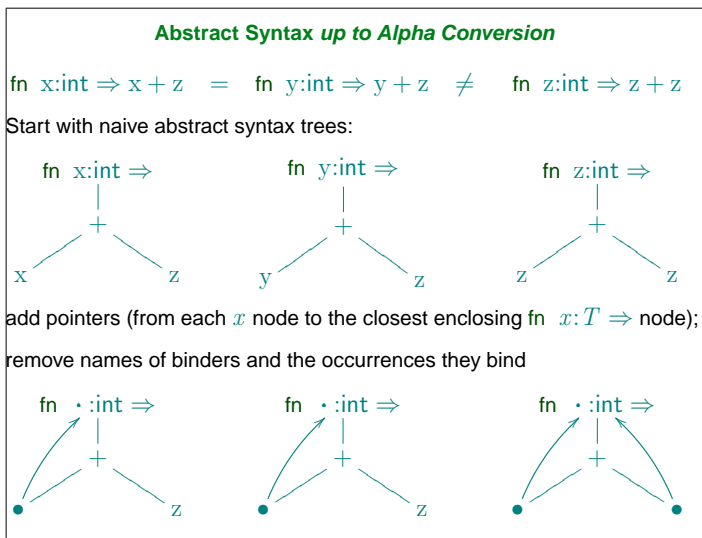 Abstract Syntax up to Alpha Conversion
fn x:int ⇒ x + z = fn y:int ⇒ y + z ≠ fn z:int ⇒ z + z
Start with naive abstract syntax trees:
fn x:int ⇒ fn y:int ⇒ fn z:int ⇒
+ + +
x z y z z z
add pointers (from each x node to the closest enclosing fn x:T ⇒ node);
remove names of binders and the occurrences they bind
fn · :int ⇒ fn · :int ⇒ fn · :int ⇒
+ + +
• z • z • •